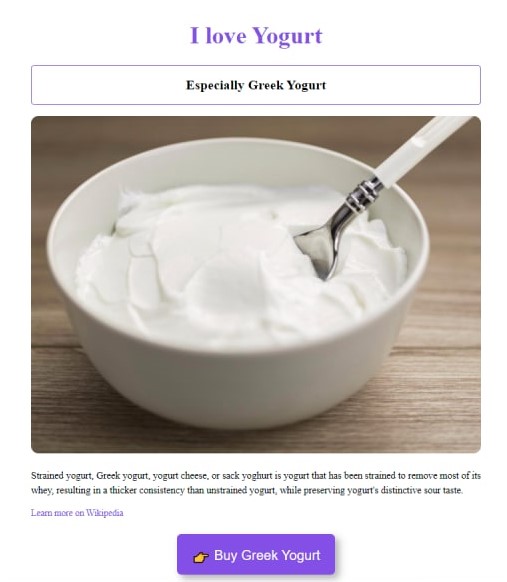 I love Yogurt
Especially Greek Yogurt
Strained yogurt, Greek yogurt, yogurt cheese, or sack yoghurt is yogurt that has been strained to remove most of its
whey, resulting in a thicker consistency than unstrained yogurt, while preserving yogurt's distinctive sour taste.
Learn more on Wikipedia
👉 Buy Greek Yogurt